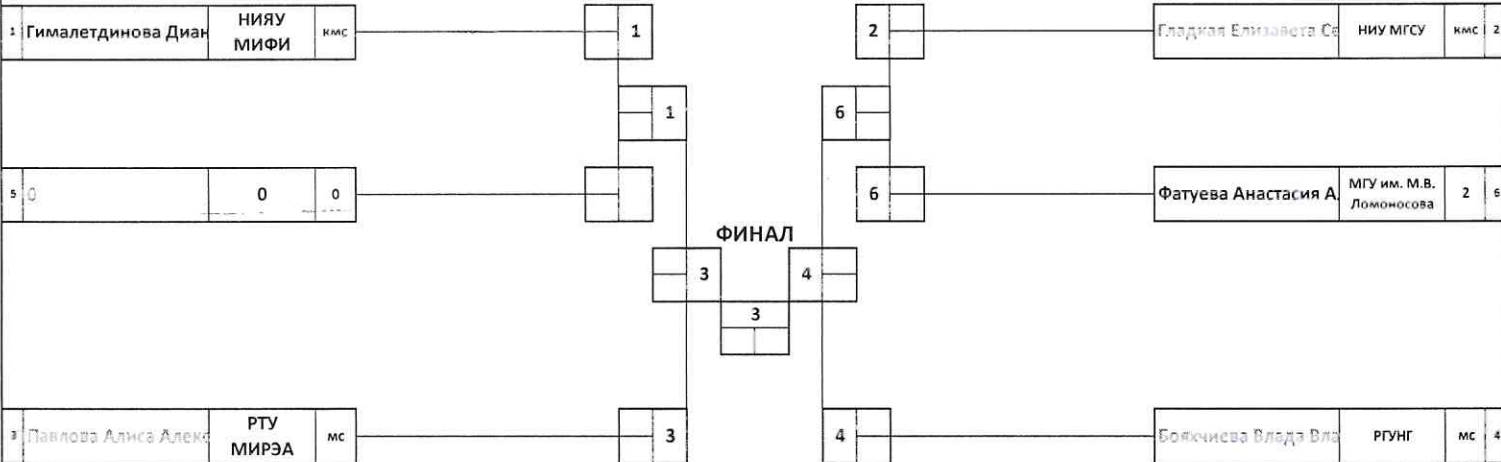 1 Гималетдинова Диан НИЯУ МИФИ кмс 1 2 Гладкая Елизавета Се НИУ МГСУ кмс 2
1 6
5 0 0 0 6 Фатуева Анастасия А. МГУ им. М.В. Ломоносова 2 6
ФИНАЛ
3 4
3
3 Павлова Алиса Алекс РТУ МИРЭА мс 3 4 Бояхчиева Влада Вла РГУНГ мс 4